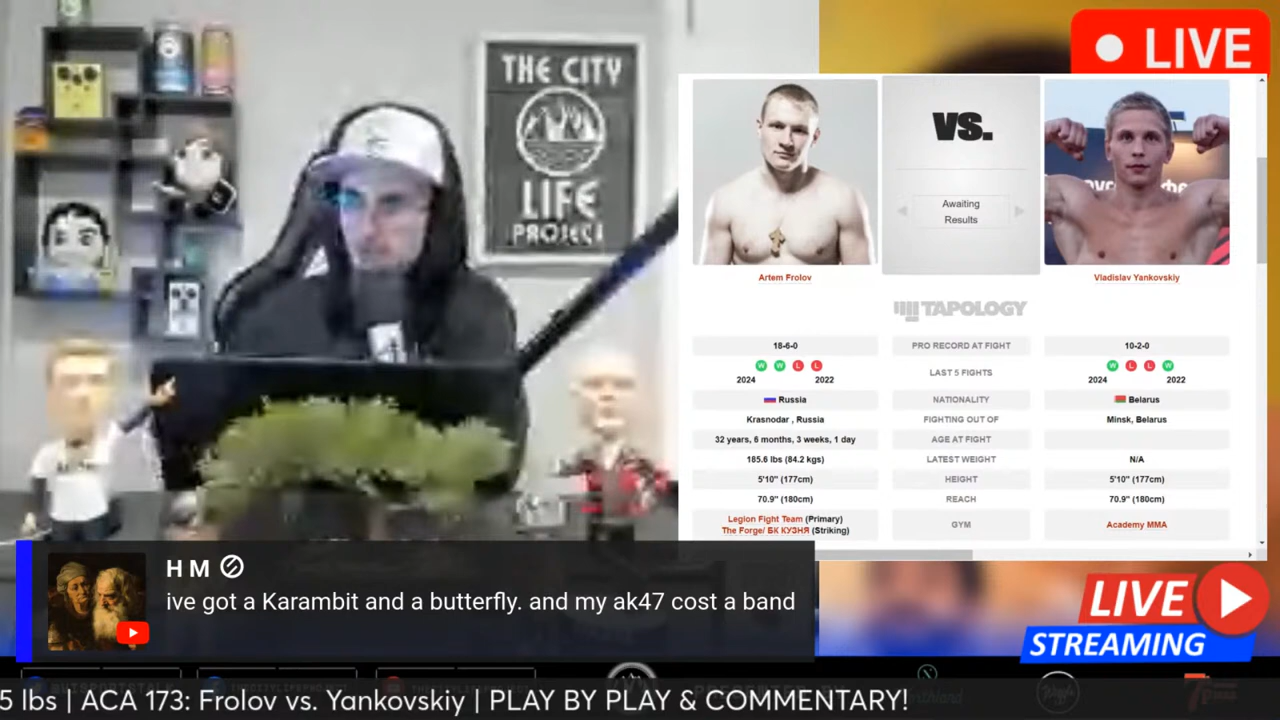 LIVE
THE CITY
LIFE
PROJECT
VS.
Awaiting
Results
Artem Frolov
Vladislav Yankovskiy
TAPOLOGY
18-6-0 PRO RECORD AT FIGHT 10-2-0
W W L L LAST 5 FIGHTS W L L W
2024 2022 2024 2022
Russia NATIONALITY Belarus
Krasnodar , Russia FIGHTING OUT OF Minsk, Belarus
32 years, 6 months, 3 weeks, 1 day AGE AT FIGHT
185.6 lbs (84.2 kgs) LATEST WEIGHT N/A
5'10" (177cm) HEIGHT 5'10" (177cm)
70.9" (180cm) REACH 70.9" (180cm)
Legion Fight Team (Primary) GYM Academy MMA
The Forge/ БК КУЗНЯ (Striking)
H M
ive got a Karambit and a butterfly. and my ak47 cost a band
LIVE
STREAMING
5 lbs | ACA 173: Frolov vs. Yankovskiy | PLAY BY PLAY & COMMENTARY!